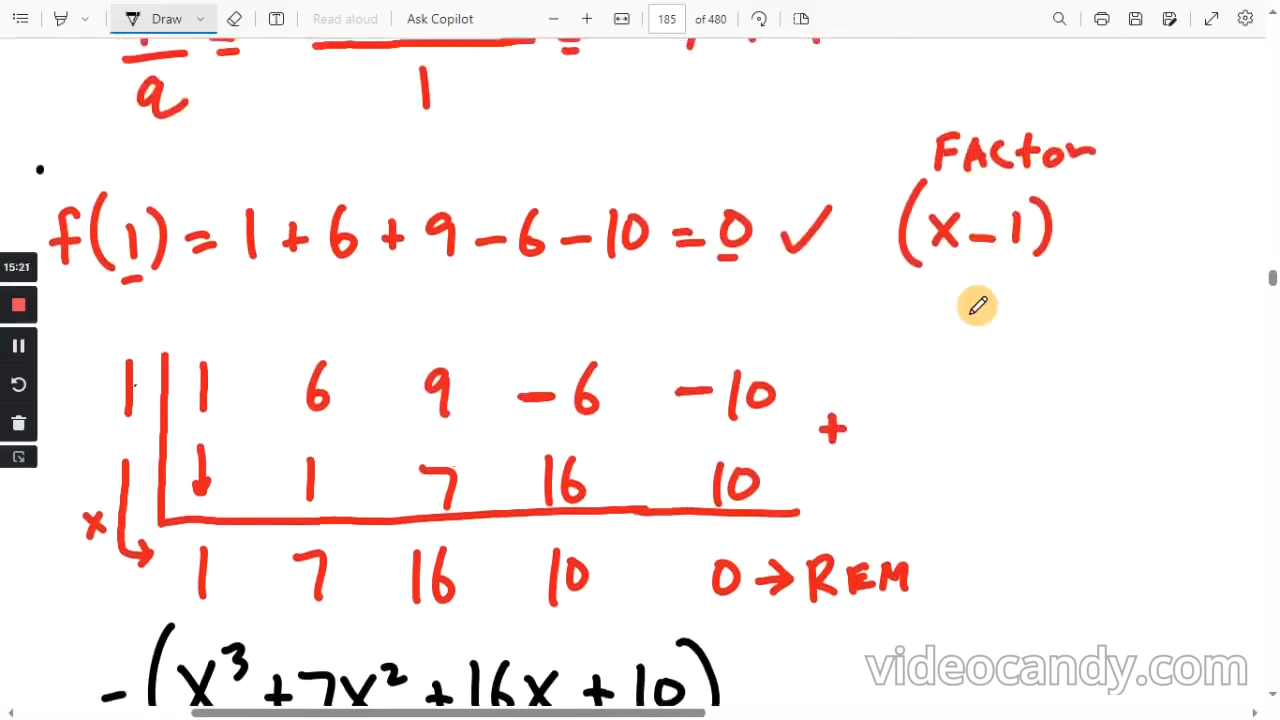 Draw
Read aloud
Ask Copilot
185 of 480
q 1
FACTOR
f(1) = 1 + 6 + 9 - 6 - 10 = 0 ✓ (x - 1)
15:21
1 1 6 9 - 6 - 10
+
1 7 16 10
x
1 7 16 10 0 → REM
- (x³ + 7x² + 16x + 10)
videocandy.com